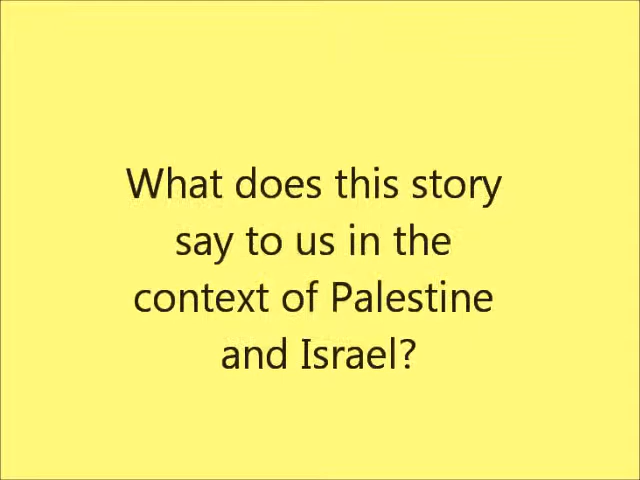 What does this story
say to us in the
context of Palestine
and Israel?